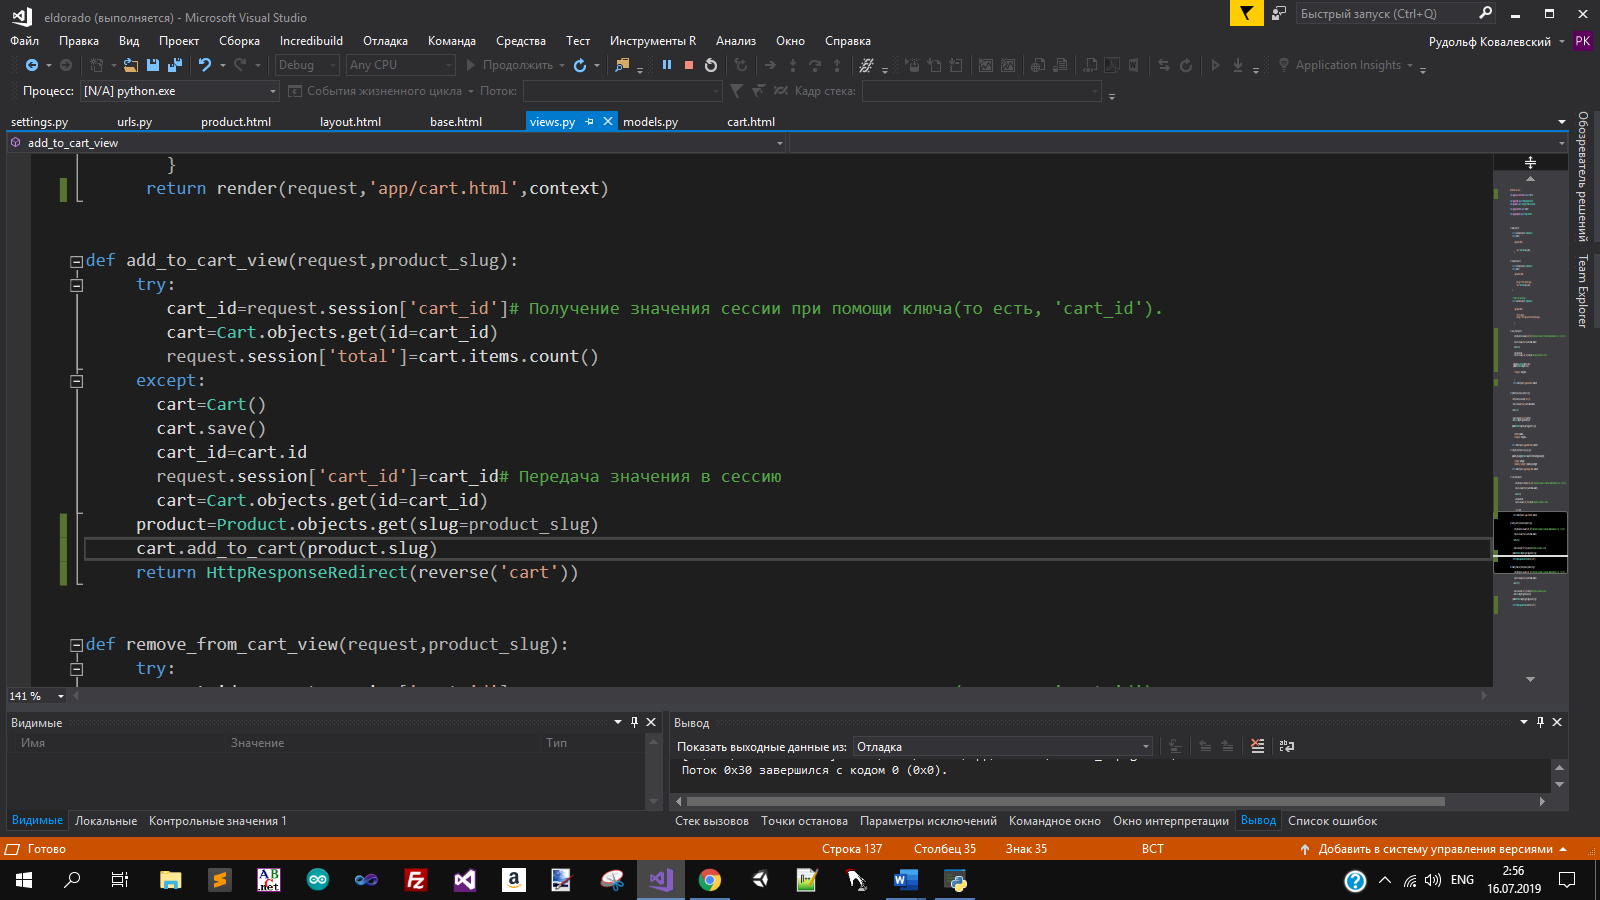 eldorado (выполняется) - Microsoft Visual Studio
Быстрый запуск (Ctrl+Q)
Файл Правка Вид Проект Сборка Incredibuild Отладка Команда Средства Тест Инструменты R Анализ Окно Справка
Рудольф Ковалевский РК
Debug Any CPU Продолжить Application Insights
Процесс: [N/A] python.exe События жизненного цикла Поток: Кадр стека:
settings.py urls.py product.html layout.html base.html views.py models.py cart.html
add_to_cart_view
}
return render(request,'app/cart.html',context)
def add_to_cart_view(request,product_slug):
try:
cart_id=request.session['cart_id']# Получение значения сессии при помощи ключа(то есть, 'cart_id').
cart=Cart.objects.get(id=cart_id)
request.session['total']=cart.items.count()
except:
cart=Cart()
cart.save()
cart_id=cart.id
request.session['cart_id']=cart_id# Передача значения в сессию
cart=Cart.objects.get(id=cart_id)
product=Product.objects.get(slug=product_slug)
cart.add_to_cart(product.slug)
return HttpResponseRedirect(reverse('cart'))
def remove_from_cart_view(request,product_slug):
try:
Обозреватель решений
Team Explorer
141 %
Видимые
Имя Значение Тип
Видимые Локальные Контрольные значения 1
Вывод
Показать выходные данные из: Отладка
Поток 0x30 завершился с кодом 0 (0x0).
Стек вызовов Точки останова Параметры исключений Командное окно Окно интерпретации Вывод Список ошибок
Готово Строка 137 Столбец 35 Знак 35 ВСТ Добавить в систему управления версиями
ENG 2:56
16.07.2019